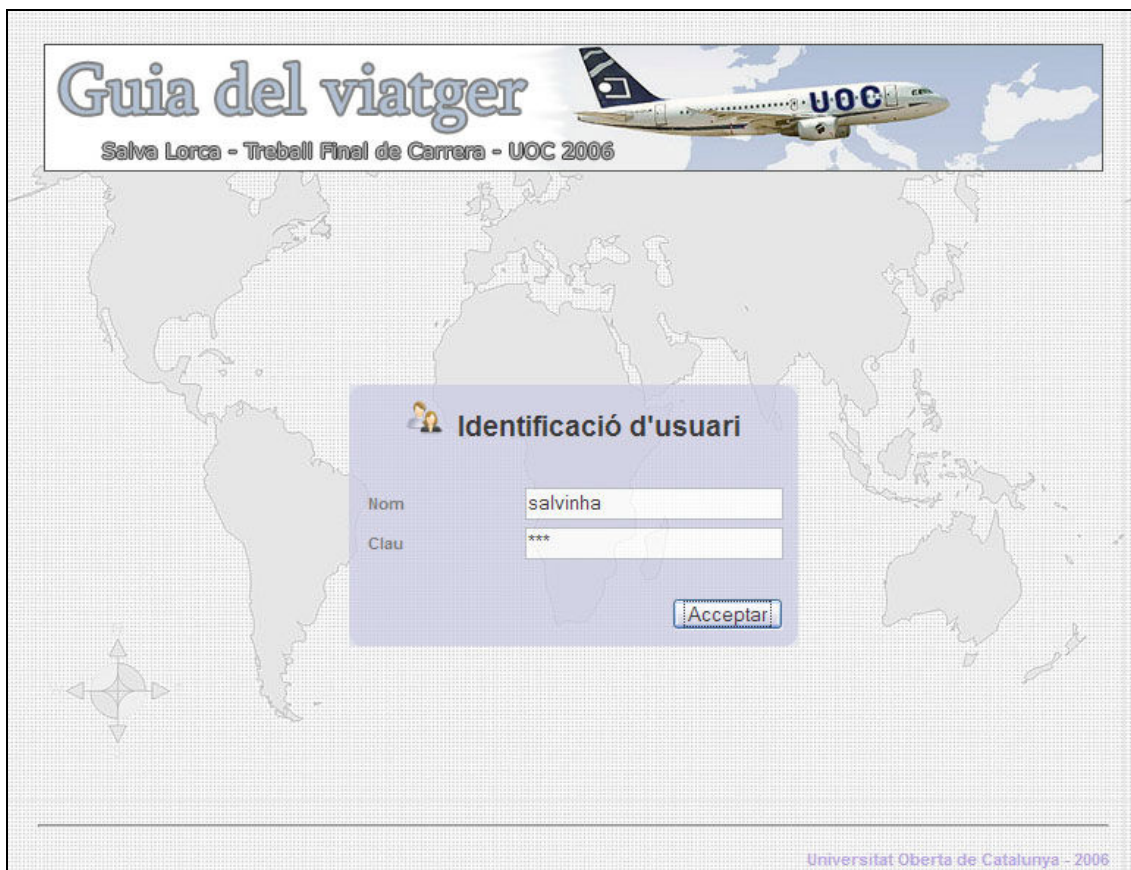 Guia del viatger
UOC
Salva Lorca - Treball Final de Carrera - UOC 2006
Identificació d'usuari
Nom salvinha
Clau ***
Acceptar
Universitat Oberta de Catalunya - 2006